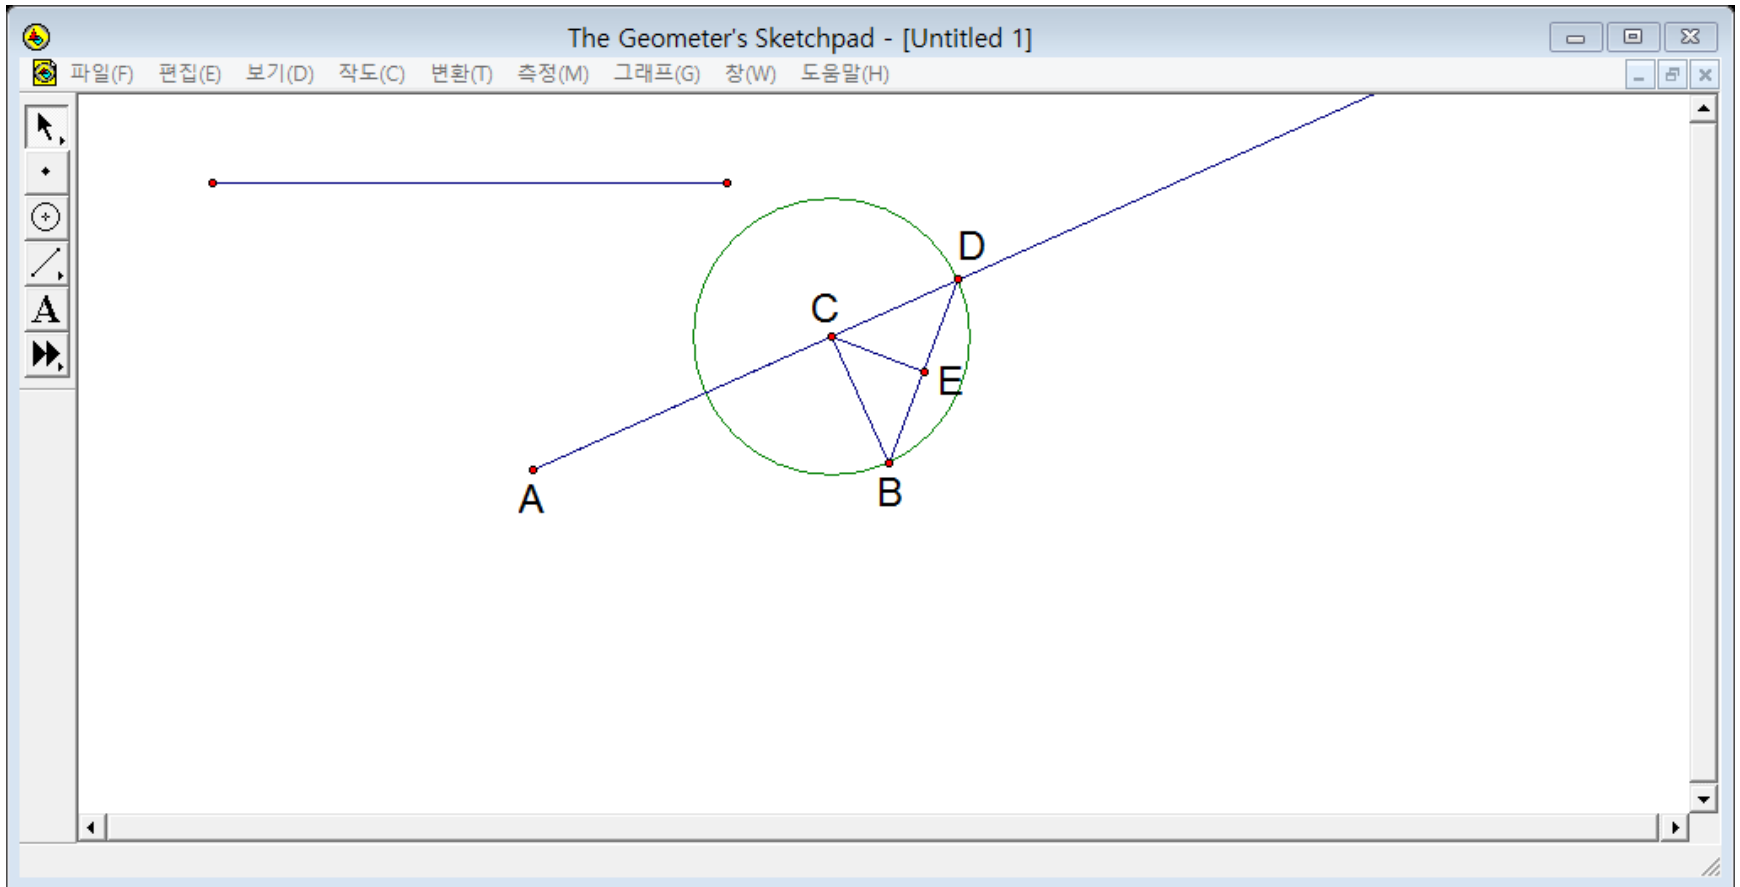 The Geometer's Sketchpad - [Untitled 1]
파일(F) 편집(E) 보기(D) 작도(C) 변환(T) 측정(M) 그래프(G) 창(W) 도움말(H)
A
D
C
E
B
A